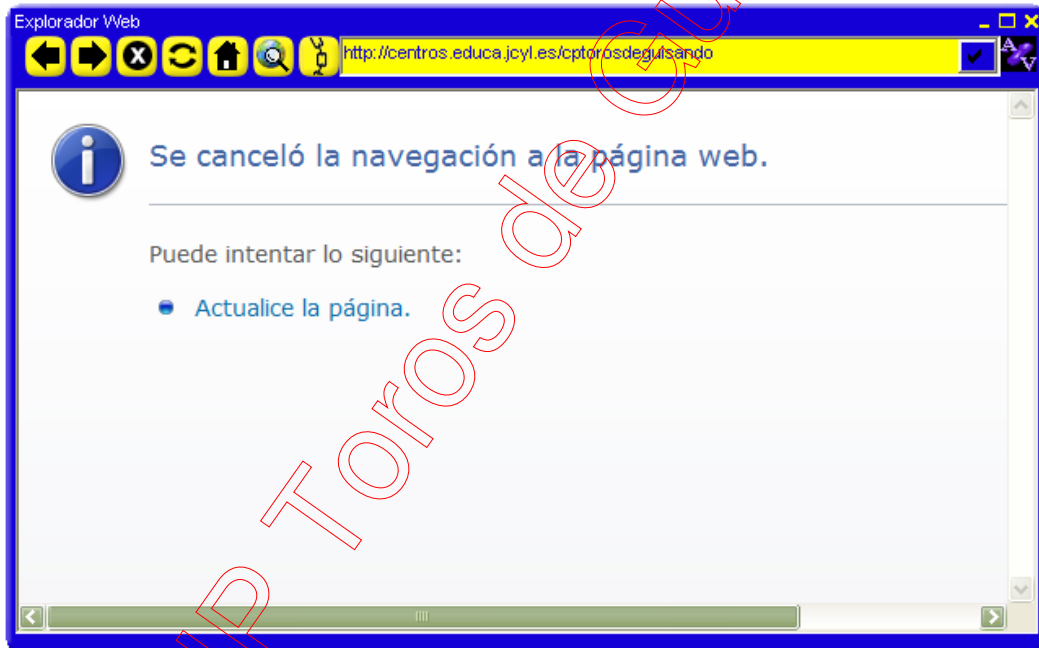 Explorador Web
http://centros.educa.jcyl.es/cptorosdeguisando
A
V
Se canceló la navegación a la página web.
Puede intentar lo siguiente:
Actualice la página.
Toros de